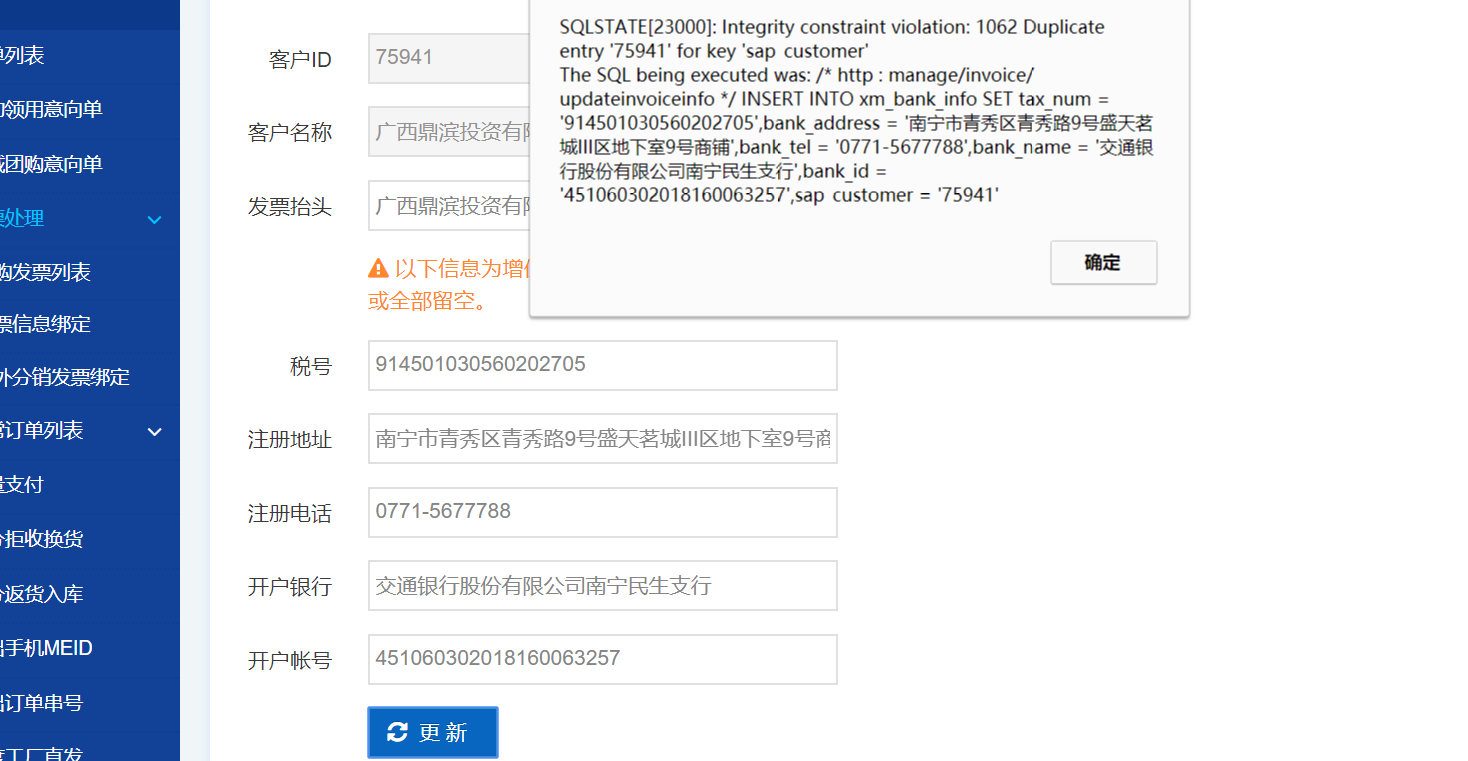 单列表
领用意向单
团购意向单
票处理
购发票列表
票信息绑定
外分销发票绑定
订单列表
量支付
拒收换货
返货入库
出手机MEID
出订单串号
工厂直发
客户ID
75941
客户名称
广西鼎滨投资有
发票抬头
广西鼎滨投资有
以下信息为增
或全部留空。
税号
914501030560202705
注册地址
南宁市青秀区青秀路9号盛天茗城III区地下室9号商
注册电话
0771-5677788
开户银行
交通银行股份有限公司南宁民生支行
开户帐号
451060302018160063257
更新
SQLSTATE[23000]: Integrity constraint violation: 1062 Duplicate
entry '75941' for key 'sap_customer'
The SQL being executed was: /* http : manage/invoice/
updateinvoiceinfo */ INSERT INTO xm_bank_info SET tax_num =
'914501030560202705',bank_address = '南宁市青秀区青秀路9号盛天茗
城III区地下室9号商铺',bank_tel = '0771-5677788',bank_name = '交通银
行股份有限公司南宁民生支行',bank_id =
'451060302018160063257',sap_customer = '75941'
确定